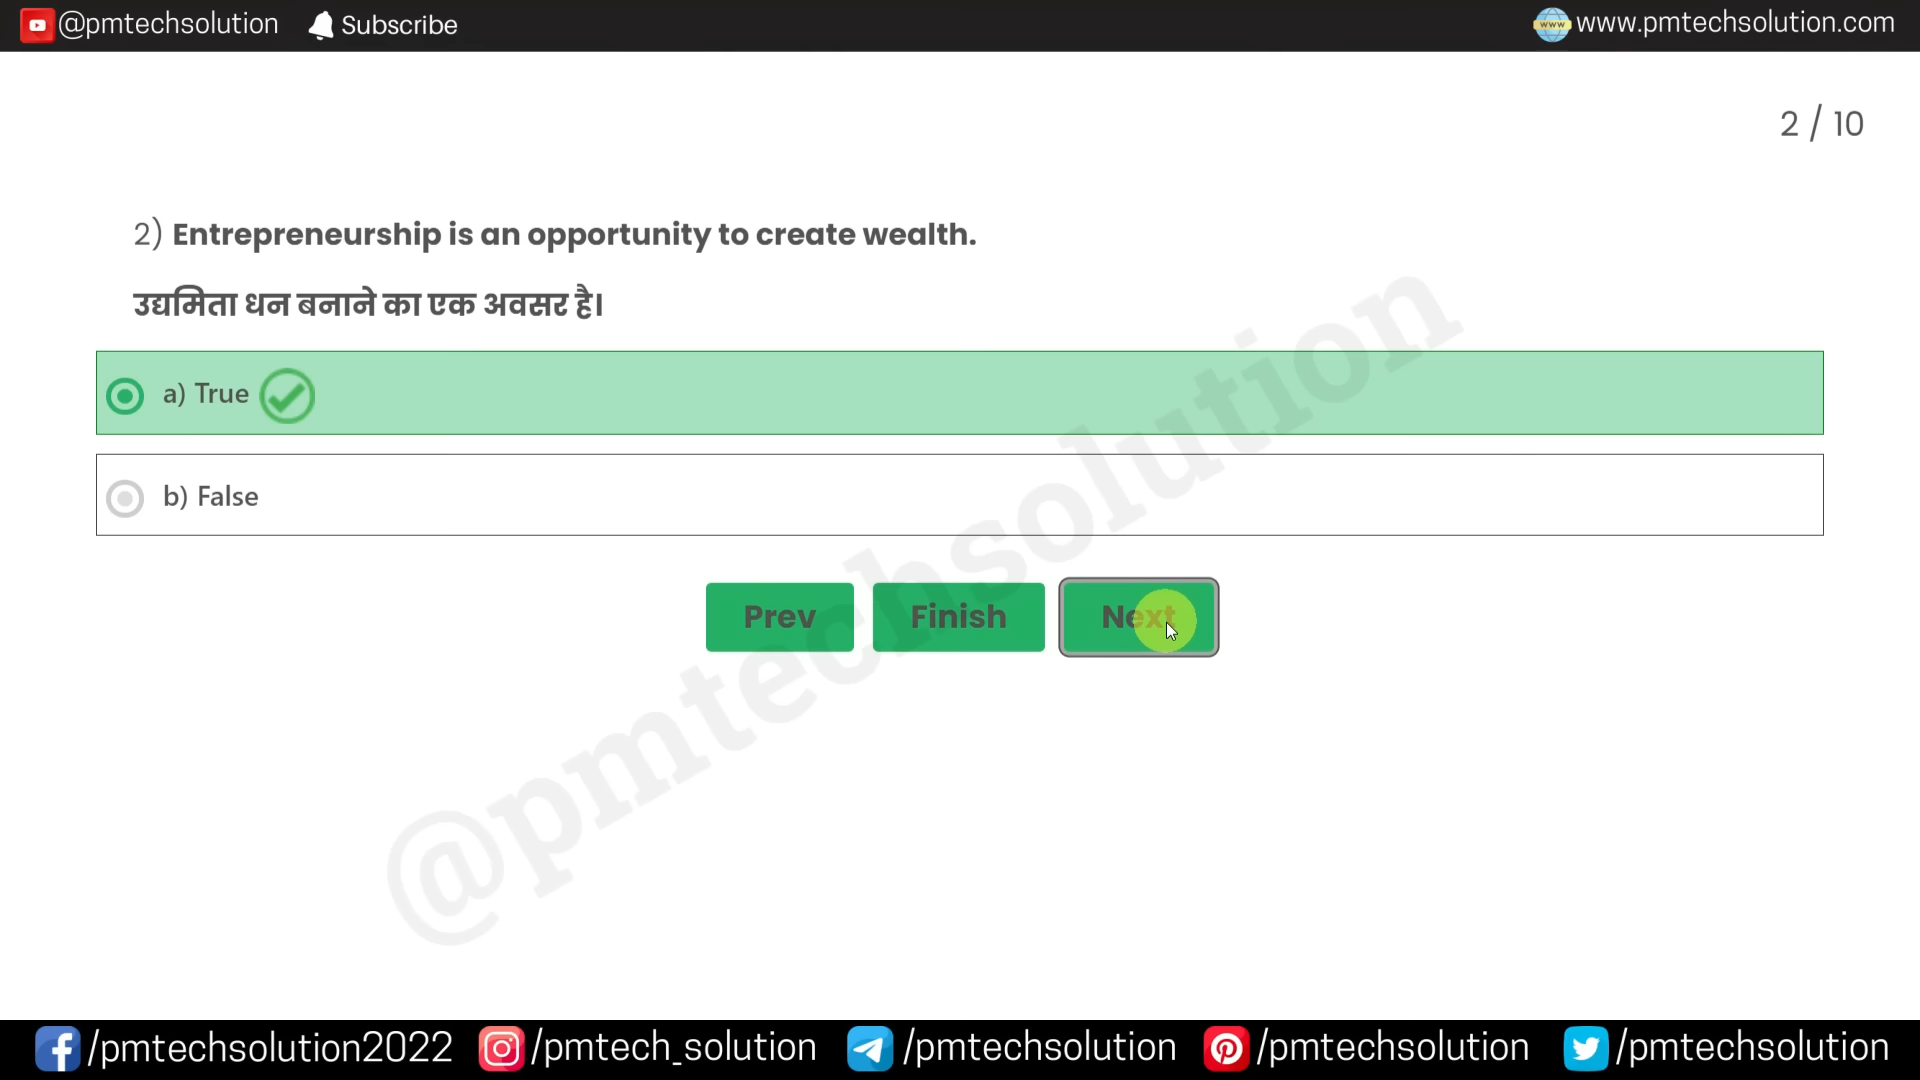 @pmtechsolution Subscribe www.pmtechsolution.com
2 / 10
2) Entrepreneurship is an opportunity to create wealth.
उद्यमिता धन बनाने का एक अवसर है।
a) True
b) False
Prev Finish Next
@pmtechsolution
/pmtechsolution2022 /pmtech_solution /pmtechsolution /pmtechsolution /pmtechsolution